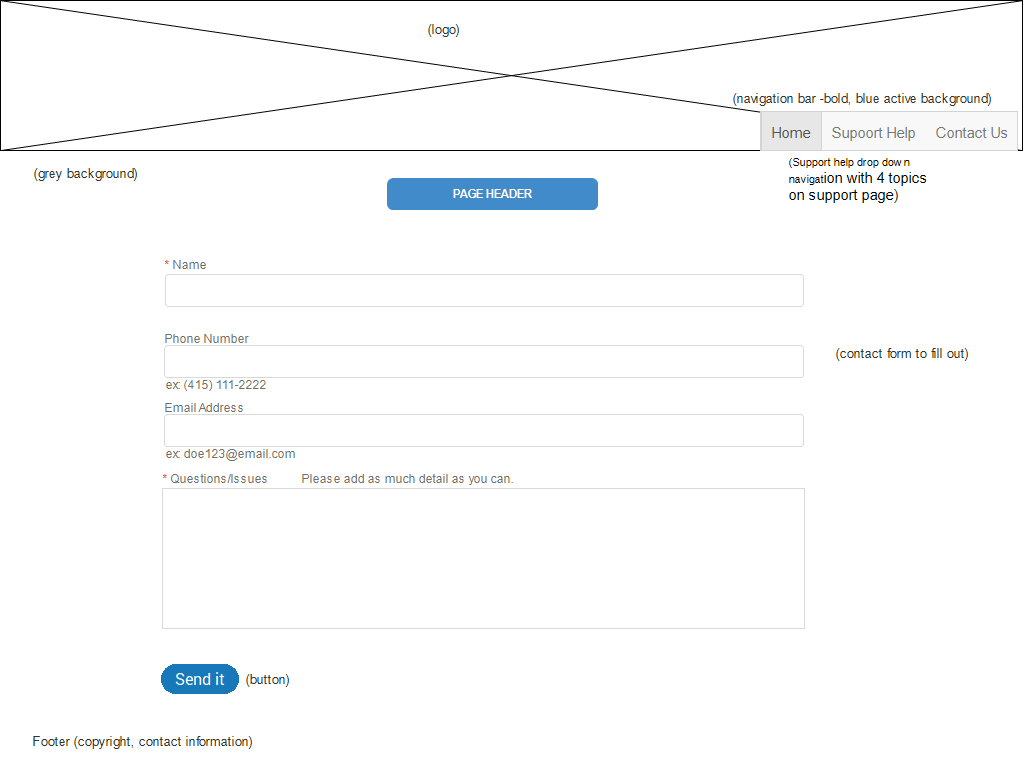 (logo)
(navigation bar -bold, blue active background)
Home Supoort Help Contact Us
(grey background)
(Support help drop down
navigation with 4 topics
on support page)
PAGE HEADER
* Name
Phone Number
(contact form to fill out)
ex: (415) 111-2222
Email Address
ex: doe123@email.com
* Questions/Issues Please add as much detail as you can.
Send it (button)
Footer (copyright, contact information)